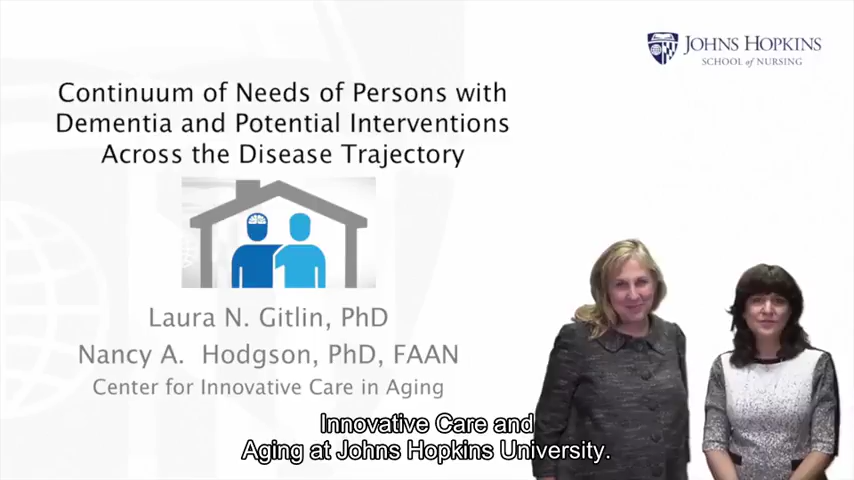 JOHNS HOPKINS
SCHOOL of NURSING
Continuum of Needs of Persons with
Dementia and Potential Interventions
Across the Disease Trajectory
Laura N. Gitlin, PhD
Nancy A. Hodgson, PhD, FAAN
Center for Innovative Care in Aging
Innovative Care and
Aging at Johns Hopkins University.